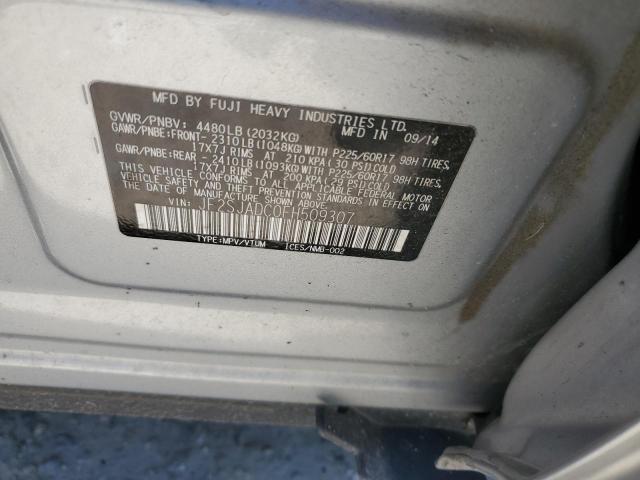 MFD BY FUJI HEAVY INDUSTRIES LTD.
GVWR/PNBV: 4480LB (2032KG) MFD IN 09/14
GAWR/PNBE:FRONT-2310LB (1048KG) WITH P225/60R17 98H TIRES,
17X7J RIMS AT 210 KPA (30 PSI) COLD
GAWR/PNBE:REAR -2410LB (1093KG) WITH P225/60R17 98H TIRES,
17X7J RIMS AT 200 KPA ( PSI) COLD
THIS VEHICLE CONFORMS TO ALL APPLICABLE FEDERAL MOTOR
VEHICLE SAFETY AND THEFT PREVENTION STANDARDS IN EFFECT ON THE
DATE OF MANUFACTURE SHOWN ABOVE.
VIN: JF2SJADC0FH509307
TYPE:MPV/VTUM ICES/NMB-002